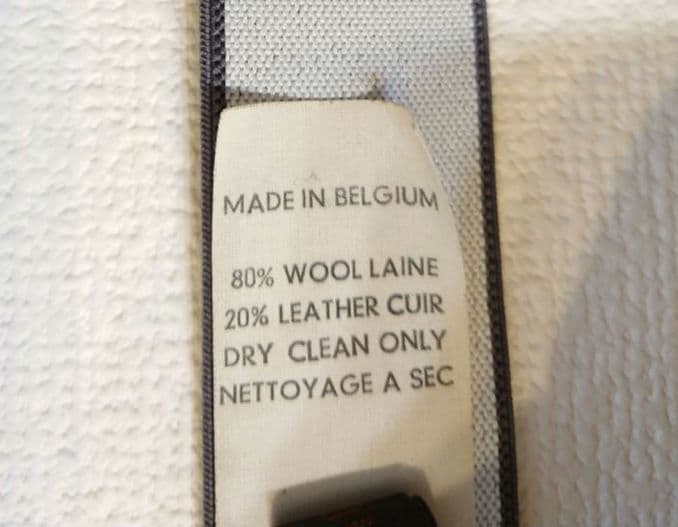 MADE IN BELGIUM
80% WOOL LAINE
20% LEATHER CUIR
DRY CLEAN ONLY
NETTOYAGE A SEC